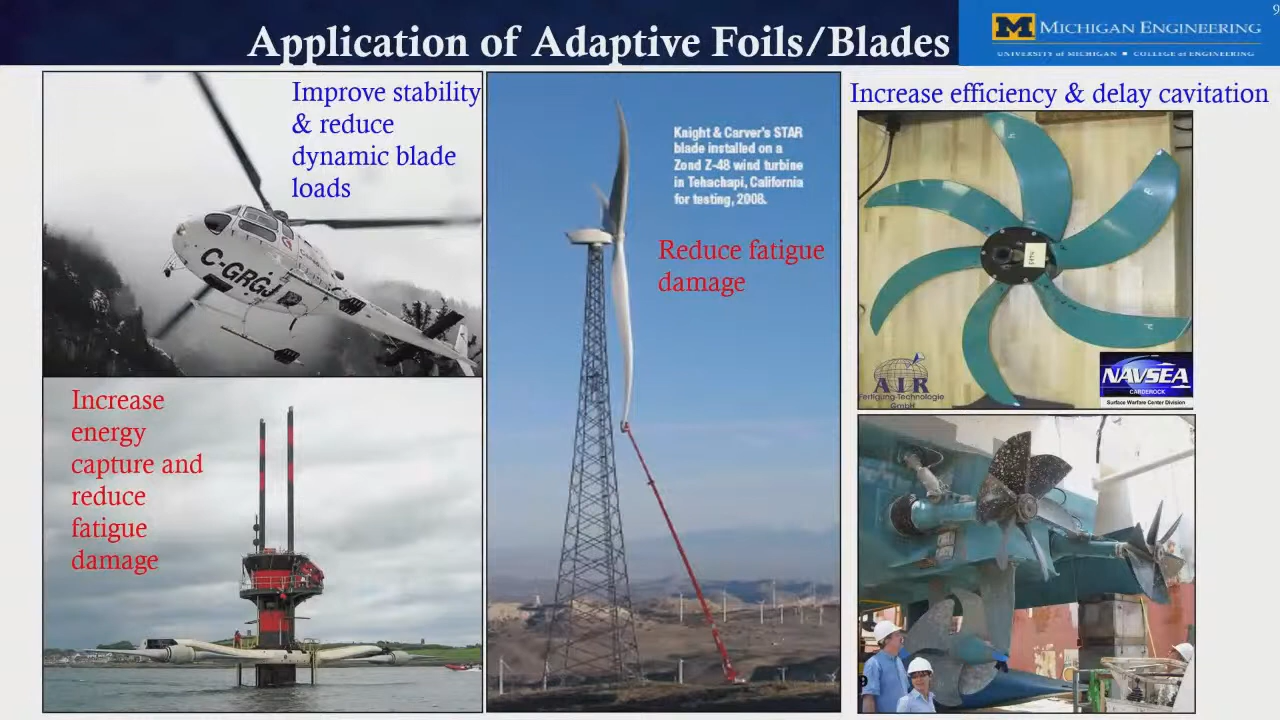 9
Application of Adaptive Foils/Blades
M MICHIGAN ENGINEERING
UNIVERSITY of MICHIGAN ■ COLLEGE of ENGINEERING
Improve stability
& reduce
dynamic blade
loads
C-GRGJ
Increase
energy
capture and
reduce
fatigue
damage
Knight & Carver's STAR
blade installed on a
Zond Z-48 wind turbine
in Tehachapi, California
for testing, 2008.
Reduce fatigue
damage
Increase efficiency & delay cavitation
AIR
Fertigung-Technologie
GmbH
NAVSEA
CARDEROCK
Surface Warfare Center Division